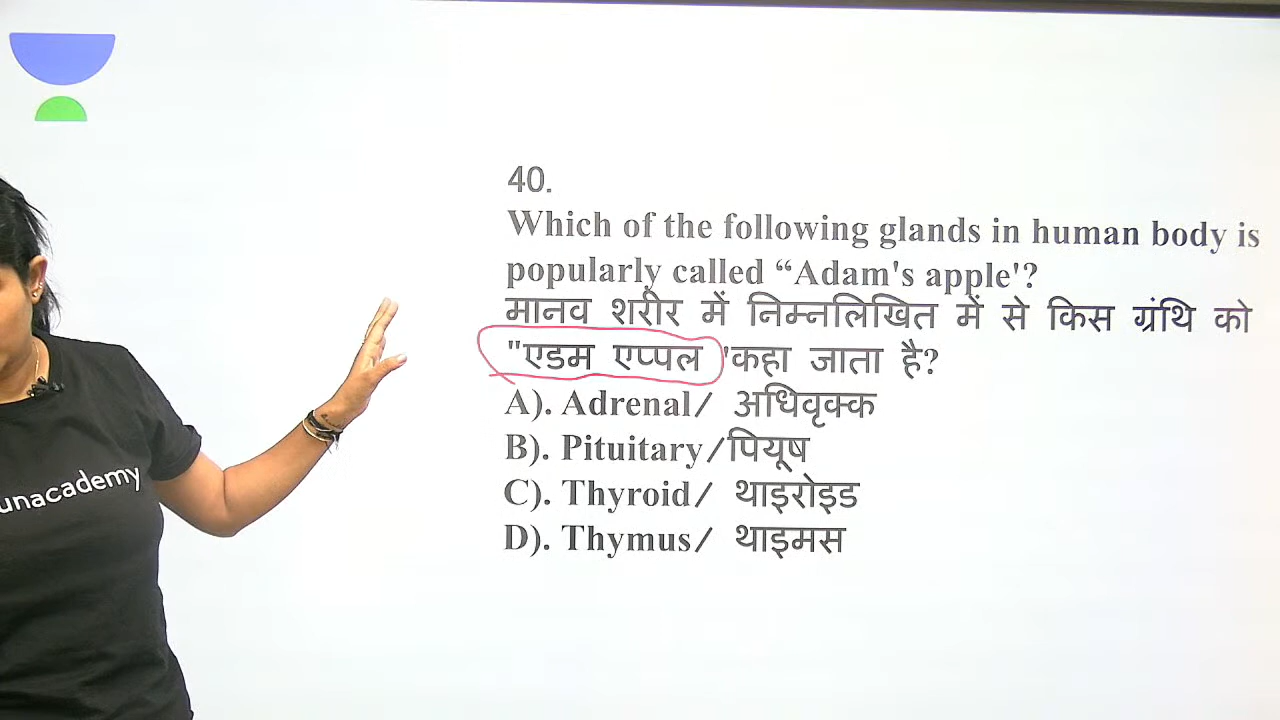 40.
Which of the following glands in human body is
popularly called “Adam's apple'?
मानव शरीर में निम्नलिखित में से किस ग्रंथि को
"एडम एप्पल 'कहा जाता है?
A). Adrenal/ अधिवृक्क
B). Pituitary/पियूष
C). Thyroid/ थाइरोइड
D). Thymus/ थाइमस
unacademy